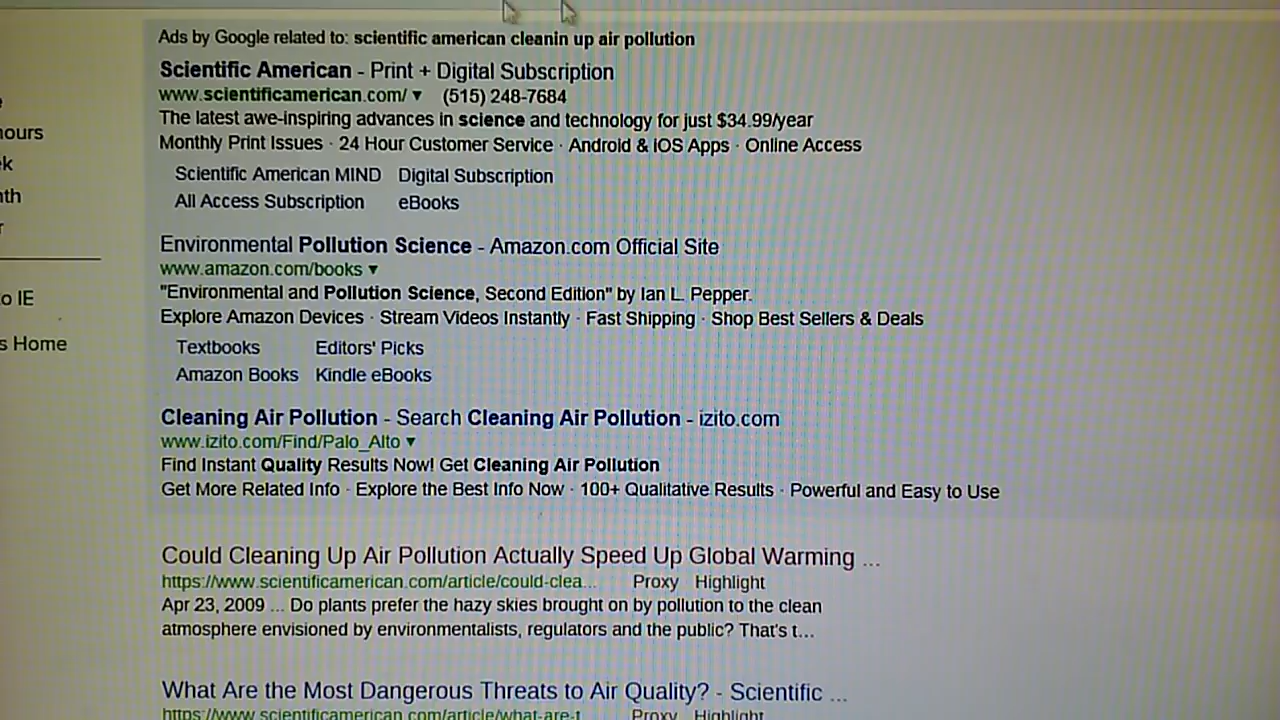 Ads by Google related to: scientific american cleanin up air pollution
Scientific American - Print + Digital Subscription
www.scientificamerican.com/ ▼ (515) 248-7684
The latest awe-inspiring advances in science and technology for just $34.99/year
Monthly Print Issues · 24 Hour Customer Service · Android & iOS Apps · Online Access
Scientific American MIND Digital Subscription
All Access Subscription eBooks
Environmental Pollution Science - Amazon.com Official Site
www.amazon.com/books ▼
"Environmental and Pollution Science, Second Edition" by Ian L. Pepper.
Explore Amazon Devices · Stream Videos Instantly · Fast Shipping · Shop Best Sellers & Deals
Textbooks Editors' Picks
Amazon Books Kindle eBooks
Cleaning Air Pollution - Search Cleaning Air Pollution - izito.com
www.izito.com/Find/Palo_Alto ▼
Find Instant Quality Results Now! Get Cleaning Air Pollution
Get More Related Info · Explore the Best Info Now · 100+ Qualitative Results · Powerful and Easy to Use
Could Cleaning Up Air Pollution Actually Speed Up Global Warming ...
https://www.scientificamerican.com/article/could-clea... Proxy Highlight
Apr 23, 2009 ... Do plants prefer the hazy skies brought on by pollution to the clean
atmosphere envisioned by environmentalists, regulators and the public? That's t...
What Are the Most Dangerous Threats to Air Quality? - Scientific ...
https://www.scientificamerican.com/article/what-are-t Proxy Highlight
o IE
s Home